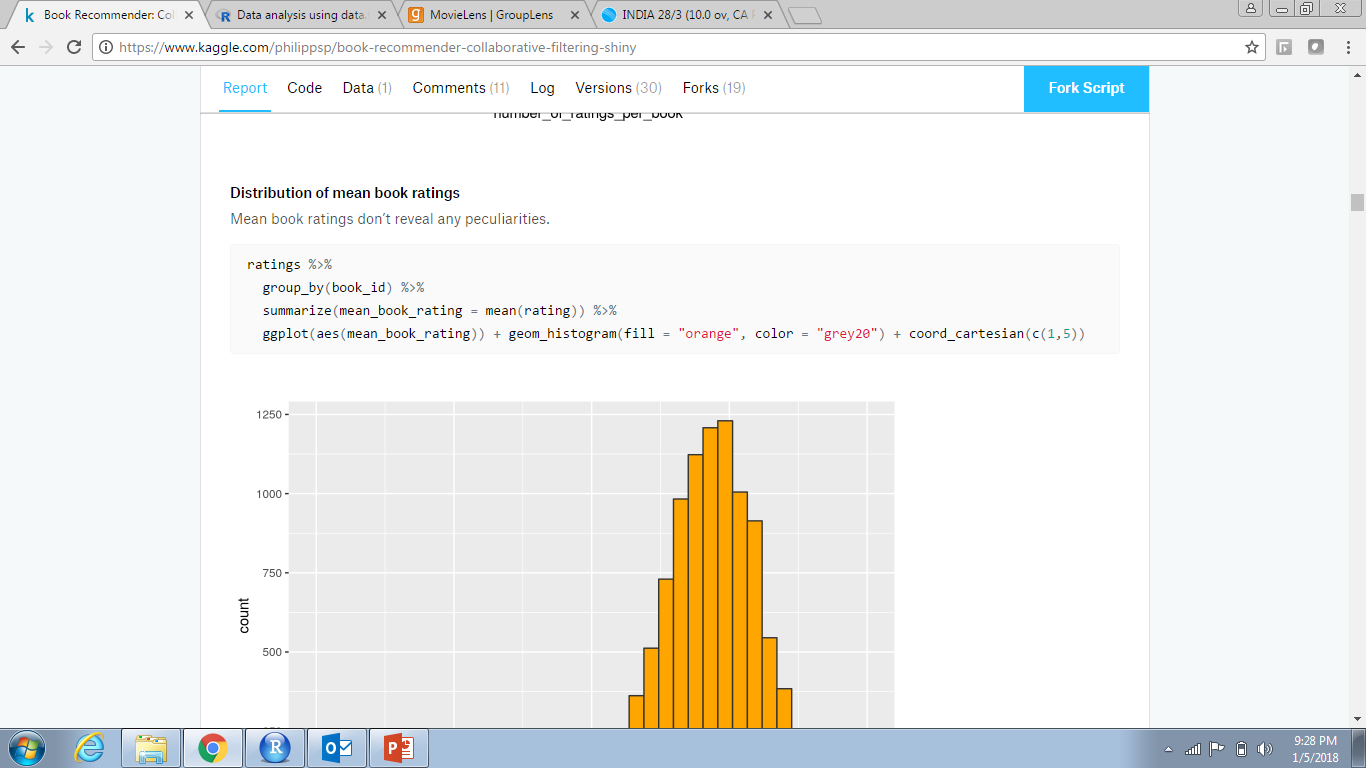 Book Recommender: Col
Data analysis using data.
MovieLens | GroupLens
INDIA 28/3 (10.0 ov, CA P
https://www.kaggle.com/philippsp/book-recommender-collaborative-filtering-shiny
Report Code Data (1) Comments (11) Log Versions (30) Forks (19) Fork Script
number_of_ratings_per_book
Distribution of mean book ratings
Mean book ratings don’t reveal any peculiarities.
ratings %>%
group_by(book_id) %>%
summarize(mean_book_rating = mean(rating)) %>%
ggplot(aes(mean_book_rating)) + geom_histogram(fill = "orange", color = "grey20") + coord_cartesian(c(1,5))
1250
1000
750
500
count
9:28 PM
1/5/2018